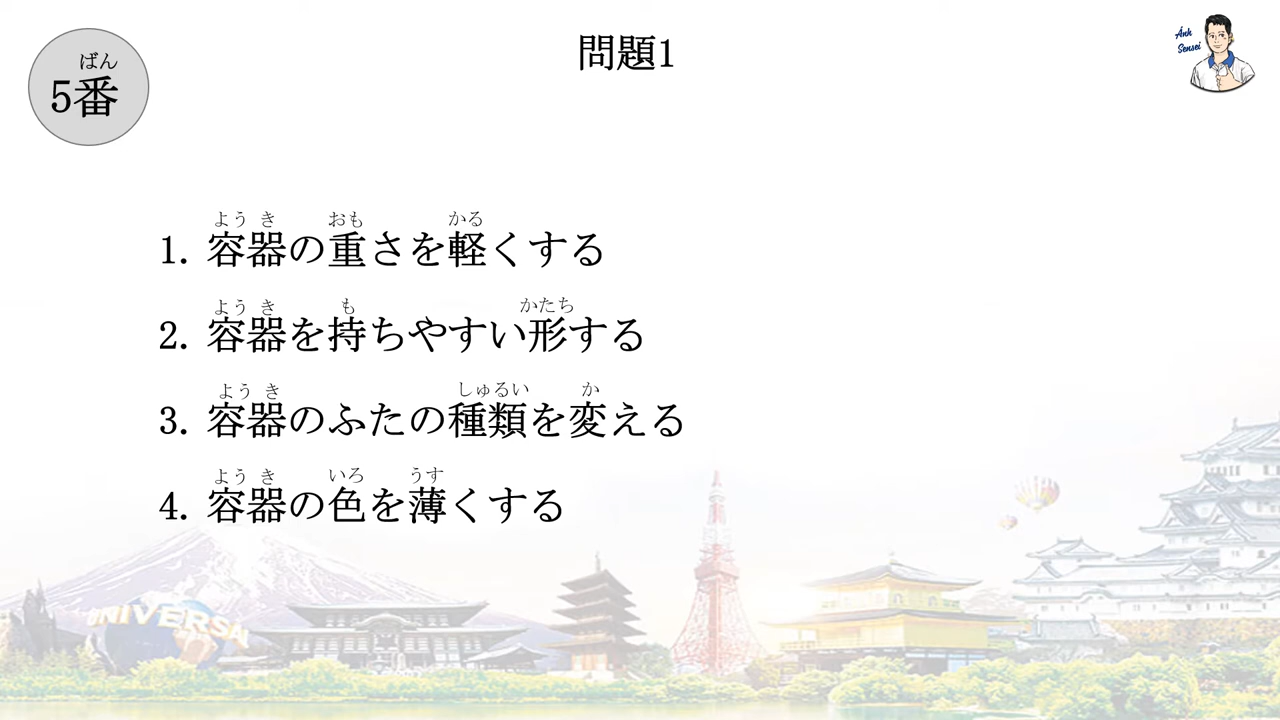 問題1
Ánh
Sensei
ばん
5番
よう き おも かる
1. 容器の重さを軽くする
よう き も かたち
2. 容器を持ちやすい形する
よう き しゅるい か
3. 容器のふたの種類を変える
よう き いろ うす
4. 容器の色を薄くする
UNIVERSAL